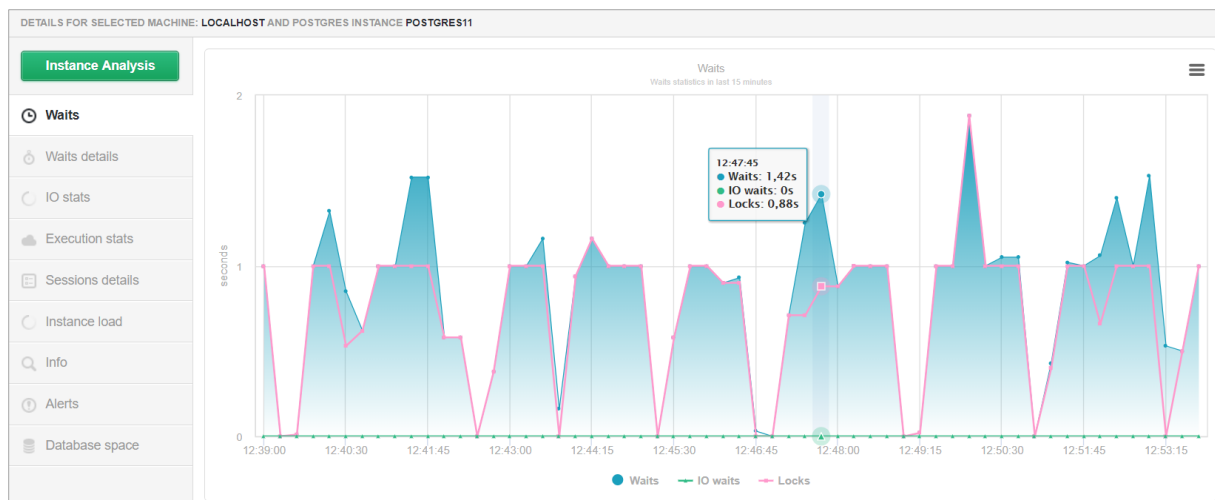 DETAILS FOR SELECTED MACHINE: LOCALHOST AND POSTGRES INSTANCE POSTGRES11
Instance Analysis
Waits
Waits details
IO stats
Execution stats
Sessions details
Instance load
Info
Alerts
Database space
Waits
Waits statistics in last 15 minutes
seconds
2
1
0
12:47:45
Waits: 1,42s
IO waits: 0s
Locks: 0,88s
12:39:00 12:40:30 12:41:45 12:43:00 12:44:15 12:45:30 12:46:45 12:48:00 12:49:15 12:50:30 12:51:45 12:53:15
Waits IO waits Locks